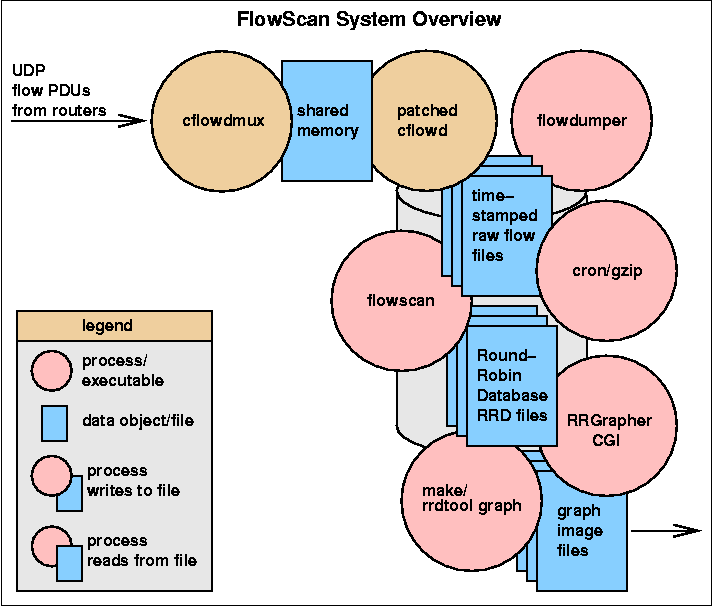 FlowScan System Overview
UDP
flow PDUs
from routers
cflowdmux
shared
memory
patched
cflowd
flowdumper
time–
stamped
raw flow
files
cron/gzip
flowscan
Round–
Robin
Database
RRD files
RRGrapher
CGI
make/
rrdtool graph
graph
image
files
legend
process/
executable
data object/file
process
writes to file
process
reads from file